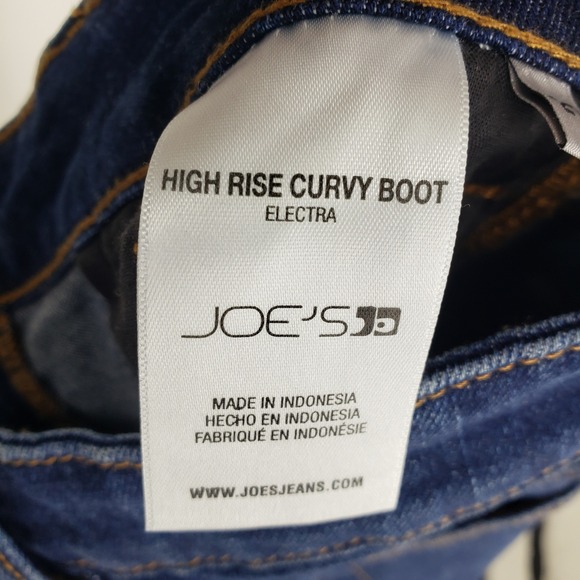 HIGH RISE CURVY BOOT
ELECTRA
JOE'S
MADE IN INDONESIA
HECHO EN INDONESIA
FABRIQUÉ EN INDONÉSIE
WWW.JOESJEANS.COM